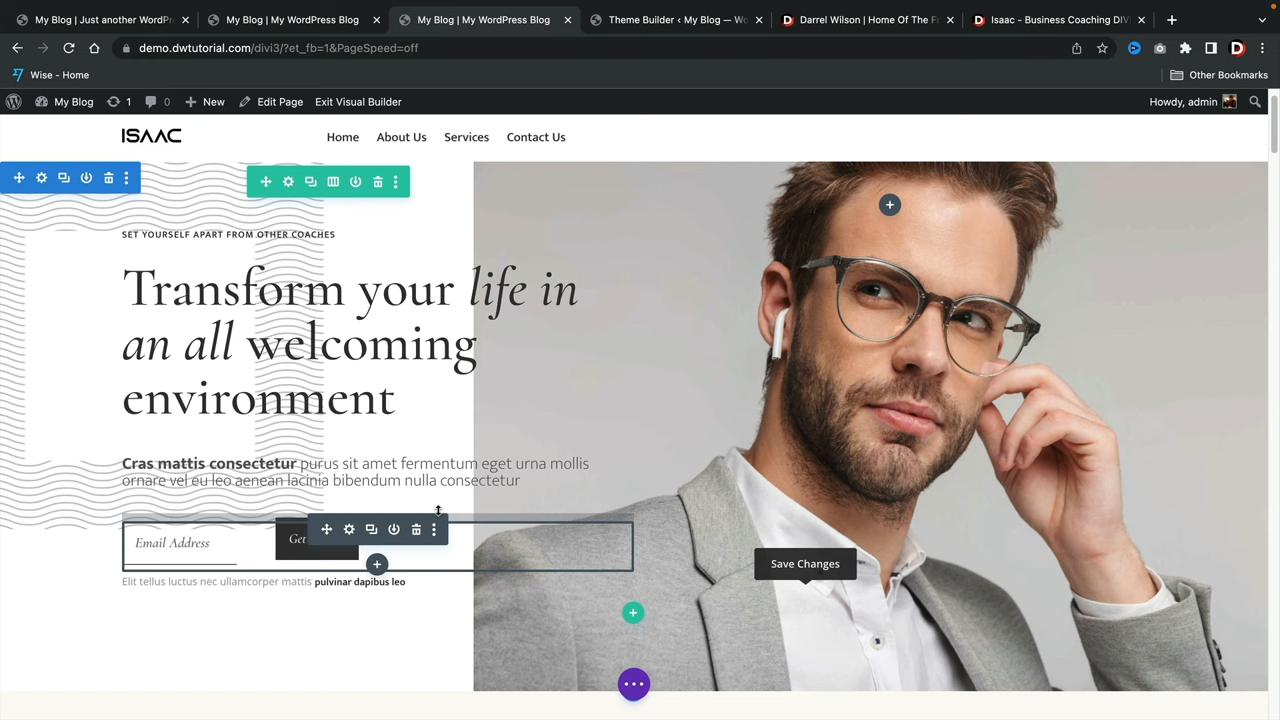 My Blog | Just another WordPr
My Blog | My WordPress Blog
My Blog | My WordPress Blog
Theme Builder ‹ My Blog — Wo
Darrel Wilson | Home Of The F
Isaac - Business Coaching DIVI
demo.dwtutorial.com/divi3/?et_fb=1&PageSpeed=off
Wise - Home
Other Bookmarks
My Blog
1
0
New
Edit Page
Exit Visual Builder
Howdy, admin
ISAAC
Home
About Us
Services
Contact Us
SET YOURSELF APART FROM OTHER COACHES
Transform your life in
an all welcoming
environment
Cras mattis consectetur purus sit amet fermentum eget urna mollis
ornare vel eu leo aenean lacinia bibendum nulla consectetur
Email Address
Get
Save Changes
Elit tellus luctus nec ullamcorper mattis pulvinar dapibus leo